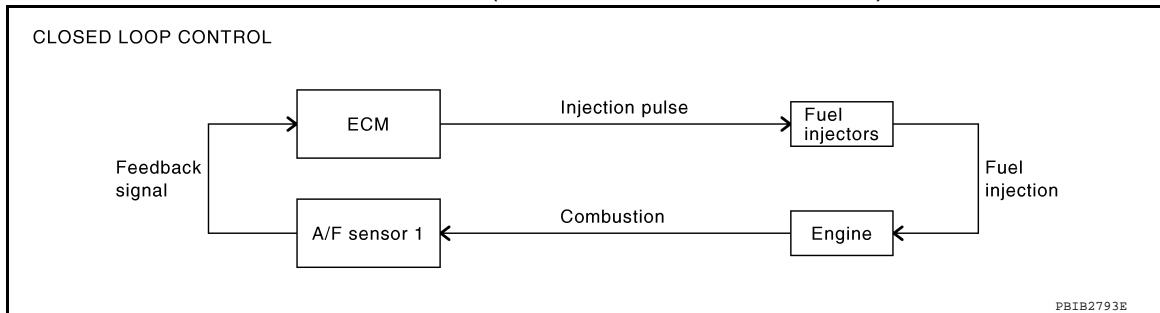 CLOSED LOOP CONTROL
ECM
Injection pulse
Fuel
injectors
Feedback
signal
Fuel
injection
A/F sensor 1
Combustion
Engine
PBIB2793E